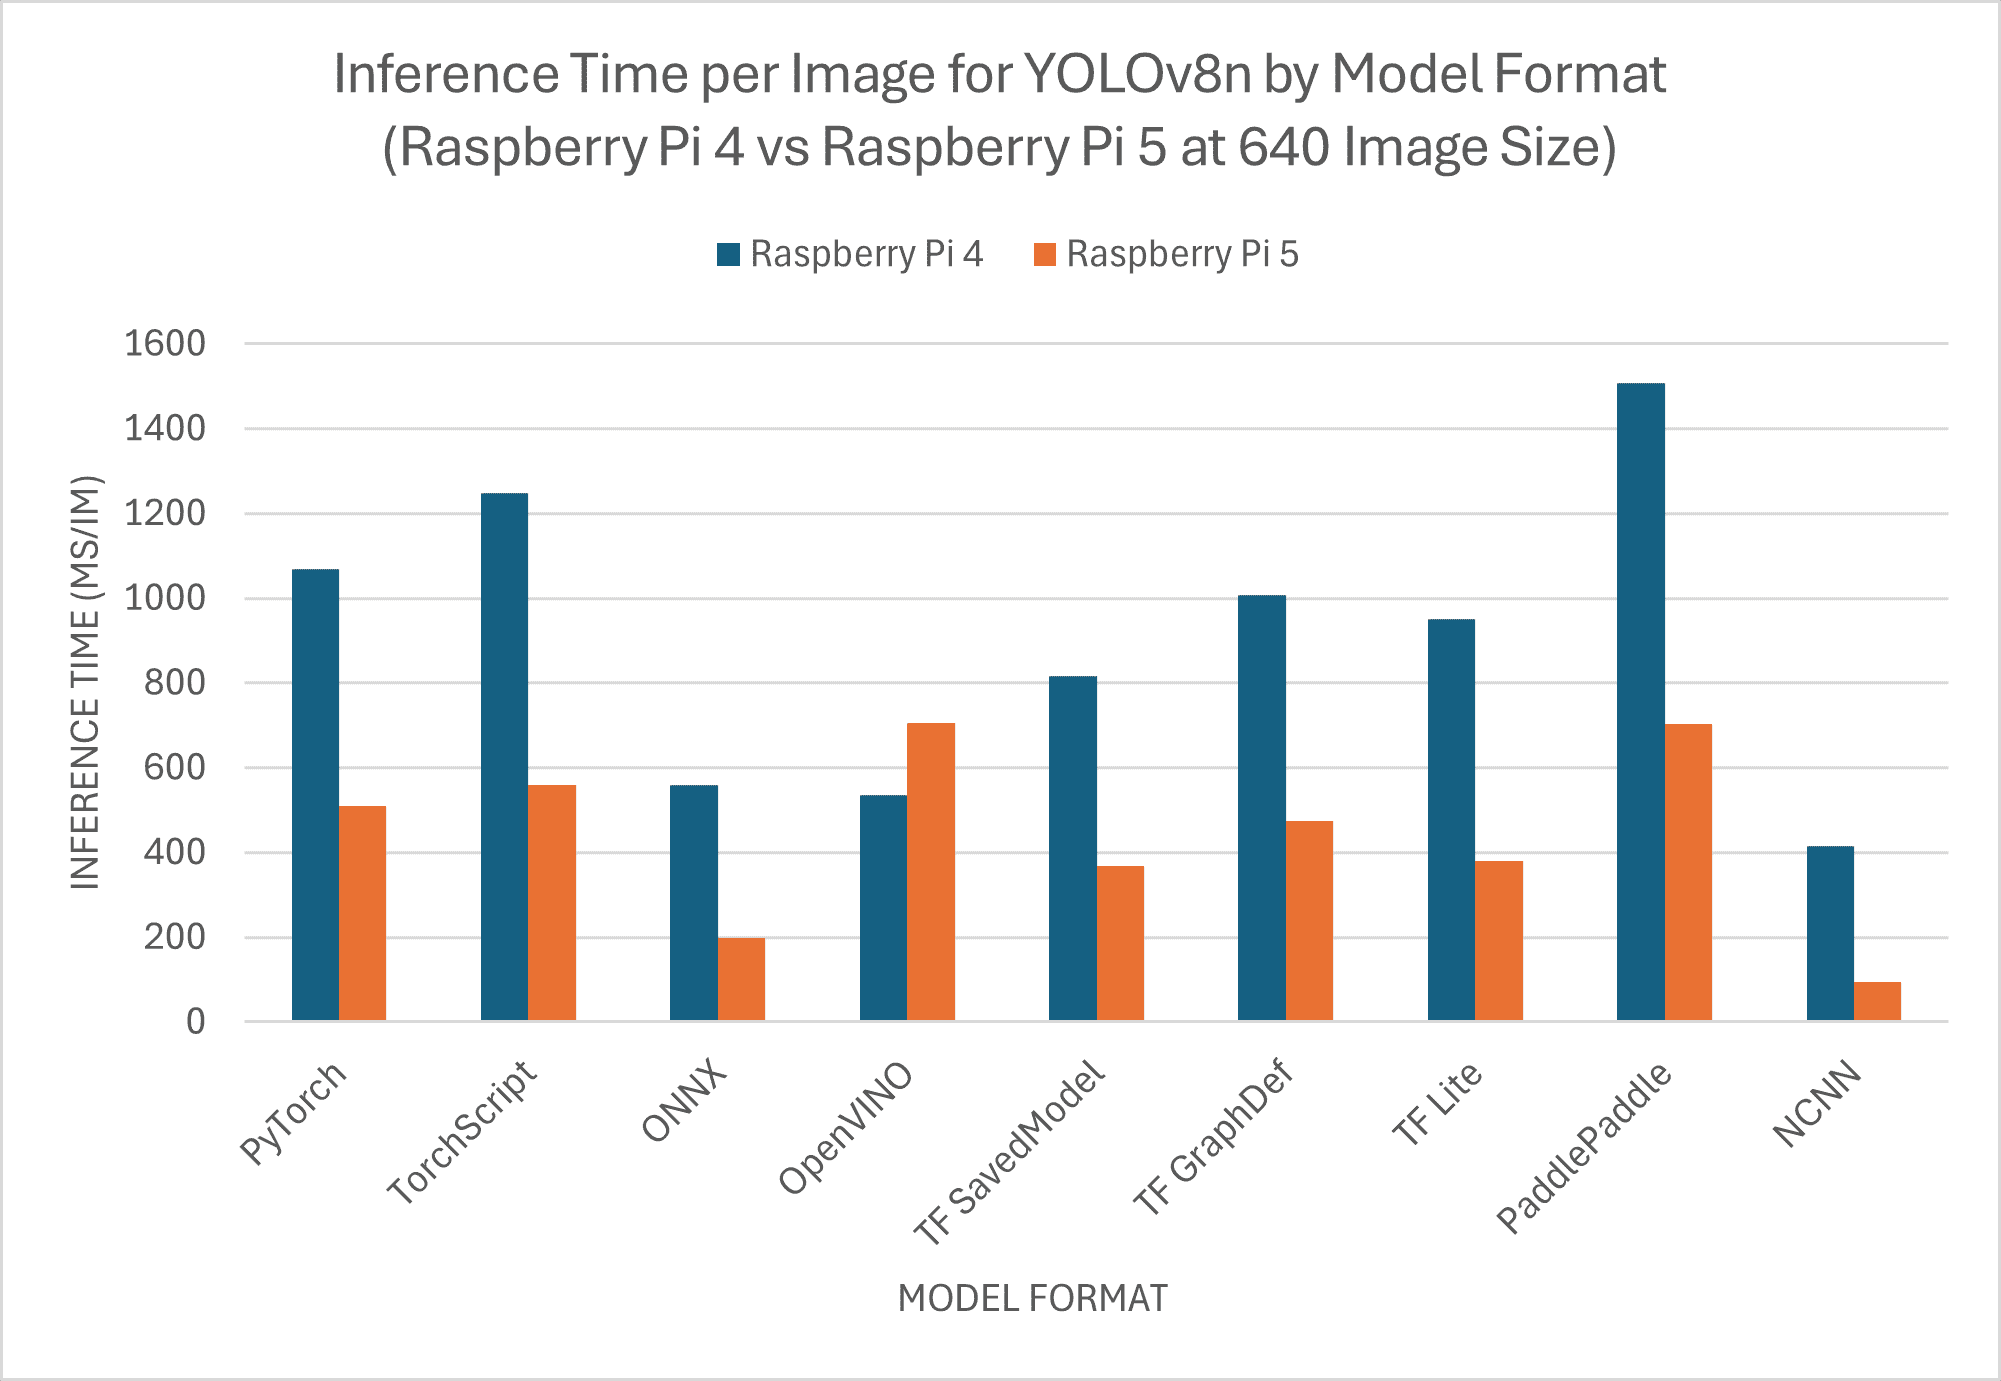 Inference Time per Image for YOLOv8n by Model Format
(Raspberry Pi 4 vs Raspberry Pi 5 at 640 Image Size)
Raspberry Pi 4 Raspberry Pi 5
1600
1400
1200
1000
800
600
400
200
0
INFERENCE TIME (MS/IM)
PyTorch
TorchScript
ONNX
OpenVINO
TF SavedModel
TF GraphDef
TF Lite
PaddlePaddle
NCNN
MODEL FORMAT